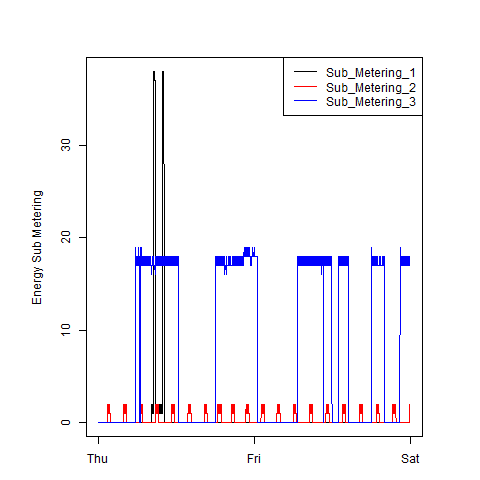 Sub_Metering_1
Sub_Metering_2
Sub_Metering_3
Energy Sub Metering
30
20
10
0
Thu Fri Sat